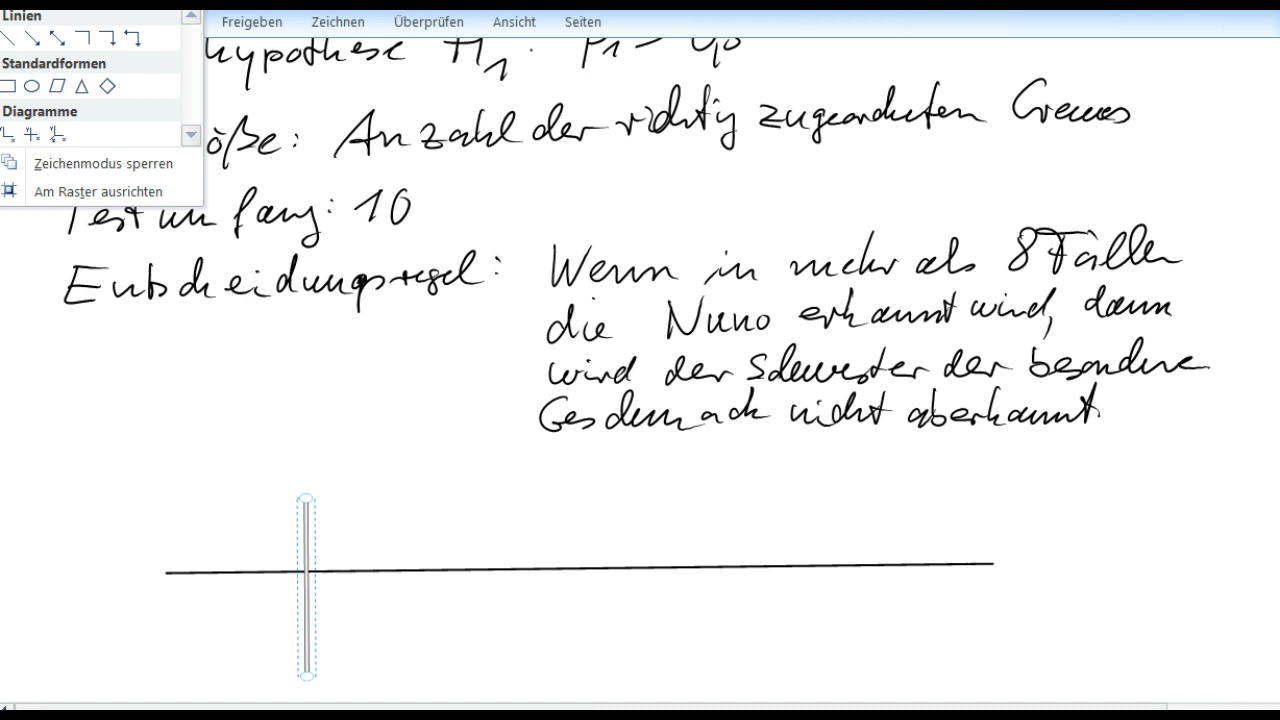 Linien
Freigeben Zeichnen Überprüfen Ansicht Seiten
Standardformen
Diagramme
Zeichenmodus sperren
Am Raster ausrichten
hypothese H1:
öße: Anzahl der richtig zugeordneten Cremes
Testumfang: 10
Entscheidungsregel: Wenn in mehr als 8 Fällen
die Nuno erkannt wird, dann
wird der Schwester der besondere
Geschmack nicht aberkannt.